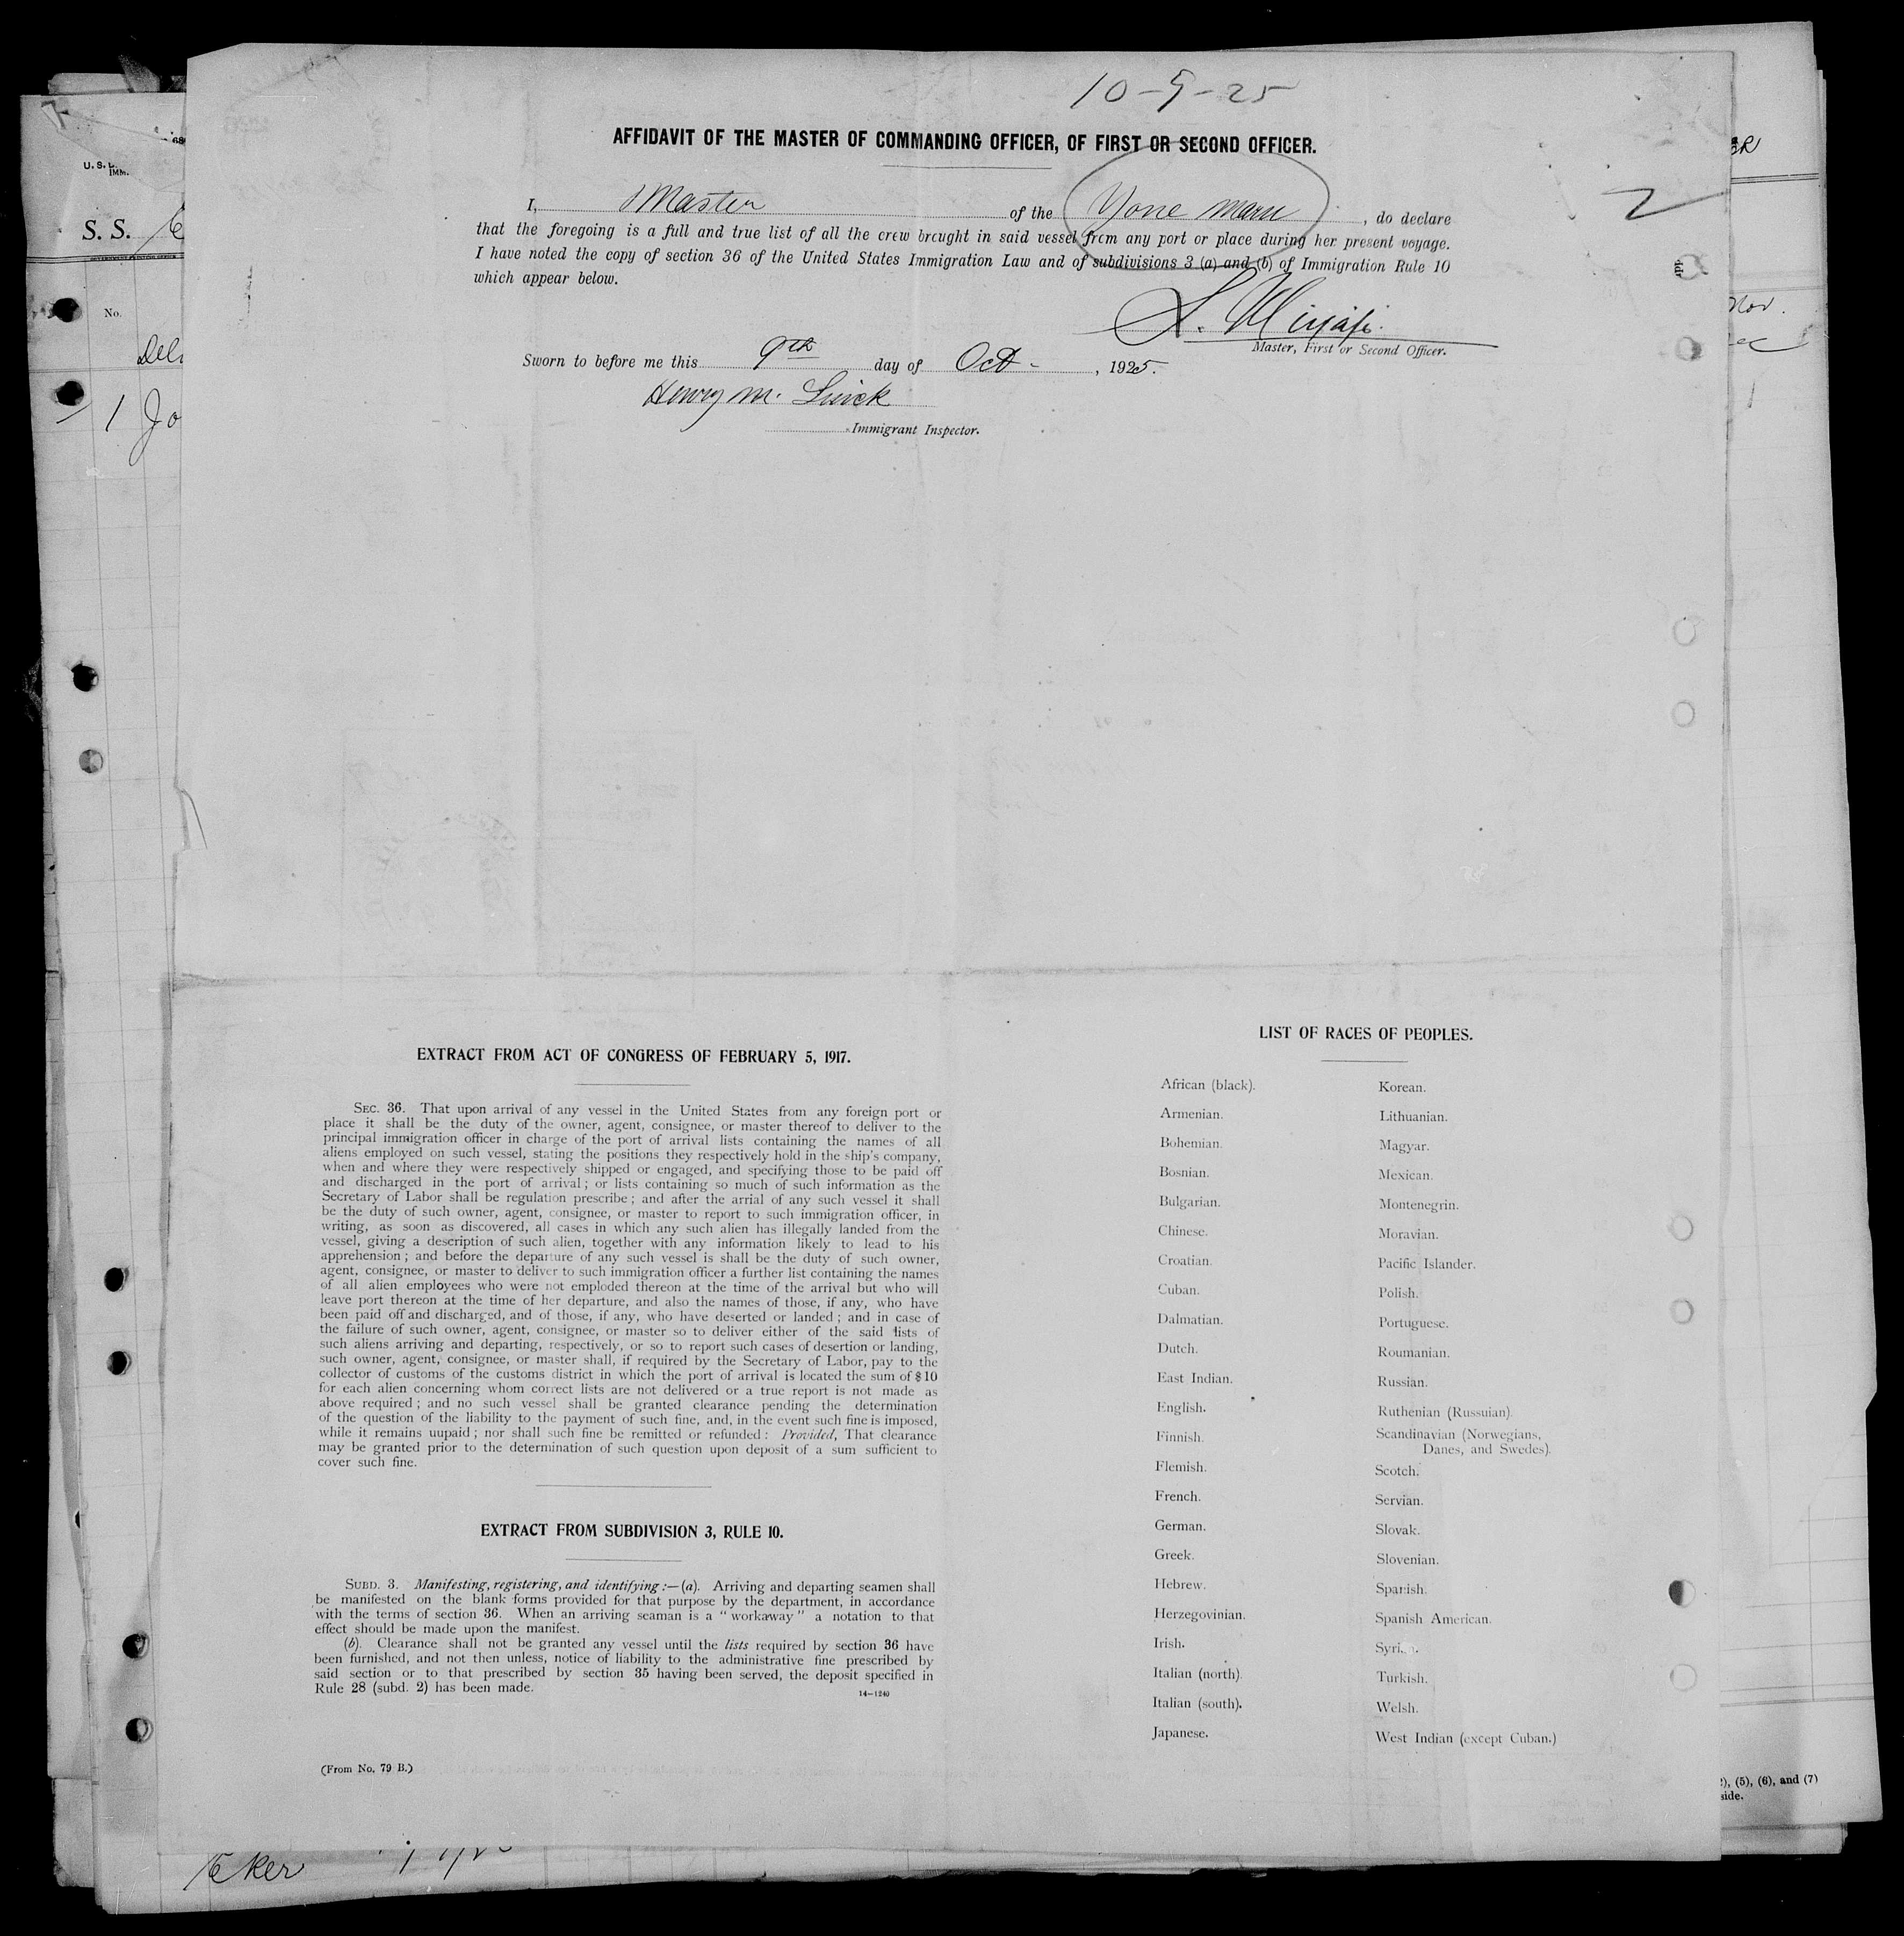 10-9-25
AFFIDAVIT OF THE MASTER OF COMMANDING OFFICER, OF FIRST OR SECOND OFFICER.
I, Master of the Yone Maru, do declare
that the foregoing is a full and true list of all the crew brcught in said vessel frcm any port or place during her present voyage.
I have noted the copy of section 36 of the United States Immigration Law and of subdivisions 3 (a) and (b) of Immigration Rule 10
which appear below.
Master, First or Second Officer.
Sworn to before me this 9th day of Oct - , 1925.
Henry M.
Immigrant Inspector.
EXTRACT FROM ACT OF CONGRESS OF FEBRUARY 5, 1917.
SEC. 36. That upon arrival of any vessel in the United States from any foreign port or
place it shall be the duty of the owner, agent, consignee, or master thereof to deliver to the
principal immigration officer in charge of the port of arrival lists containing the names of all
aliens employed on such vessel, stating the positions they respectively hold in the ship's company,
when and where they were respectively shipped or engaged, and specifying those to be paid off
and discharged in the port of arrival; or lists containing so much of such information as the
Secretary of Labor shall be regulation prescribe; and after the arrial of any such vessel it shall
be the duty of such owner, agent, consignee, or master to report to such immigration officer, in
writing, as soon as discovered, all cases in which any such alien has illegally landed from the
vessel, giving a description of such alien, together with any information likely to lead to his
apprehension; and before the departure of any such vessel is shall be the duty of such owner,
agent, consignee, or master to deliver to such immigration officer a further list containing the names
of all alien employees who were not emploded thereon at the time of the arrival but who will
leave port thereon at the time of her departure, and also the names of those, if any, who have
been paid off and discharged, and of those, if any, who have deserted or landed; and in case of
the failure of such owner, agent, consignee, or master so to deliver either of the said lists of
such aliens arriving and departing, respectively, or so to report such cases of desertion or landing,
such owner, agent, consignee, or master shall, if required by the Secretary of Labor, pay to the
collector of customs of the customs district in which the port of arrival is located the sum of $10
for each alien concerning whom correct lists are not delivered or a true report is not made as
above required; and no such vessel shall be granted clearance pending the determination
of the question of the liability to the payment of such fine, and, in the event such fine is imposed,
while it remains uupaid; nor shall such fine be remitted or refunded: Provided, That clearance
may be granted prior to the determination of such question upon deposit of a sum sufficient to
cover such fine.
EXTRACT FROM SUBDIVISION 3, RULE 10.
SUBD. 3. Manifesting, registering, and identifying:—(a). Arriving and departing seamen shall
be manifested on the blank forms provided for that purpose by the department, in accordance
with the terms of section 36. When an arriving seaman is a "workaway" a notation to that
effect should be made upon the manifest.
(b). Clearance shall not be granted any vessel until the lists required by section 36 have
been furnished, and not then unless, notice of liability to the administrative fine prescribed by
said section or to that prescribed by section 35 having been served, the deposit specified in
Rule 28 (subd. 2) has been made.
14—1240
(From No. 79 B.)
LIST OF RACES OF PEOPLES.
African (black).
Armenian.
Bohemian.
Bosnian.
Bulgarian.
Chinese.
Croatian.
Cuban.
Dalmatian.
Dutch.
East Indian.
English.
Finnish.
Flemish.
French.
German.
Greek.
Hebrew.
Herzegovinian.
Irish.
Italian (north).
Italian (south).
Japanese.
Korean.
Lithuanian.
Magyar.
Mexican.
Montenegrin.
Moravian.
Pacific Islander.
Polish.
Portuguese.
Roumanian.
Russian.
Ruthenian (Russuian).
Scandinavian (Norwegians,
Danes, and Swedes).
Scotch.
Servian.
Slovak.
Slovenian.
Spanish.
Spanish American.
Turkish.
Welsh.
West Indian (except Cuban.)
S. S.
No.
1 Jo
(5), (6), and (7)
side.